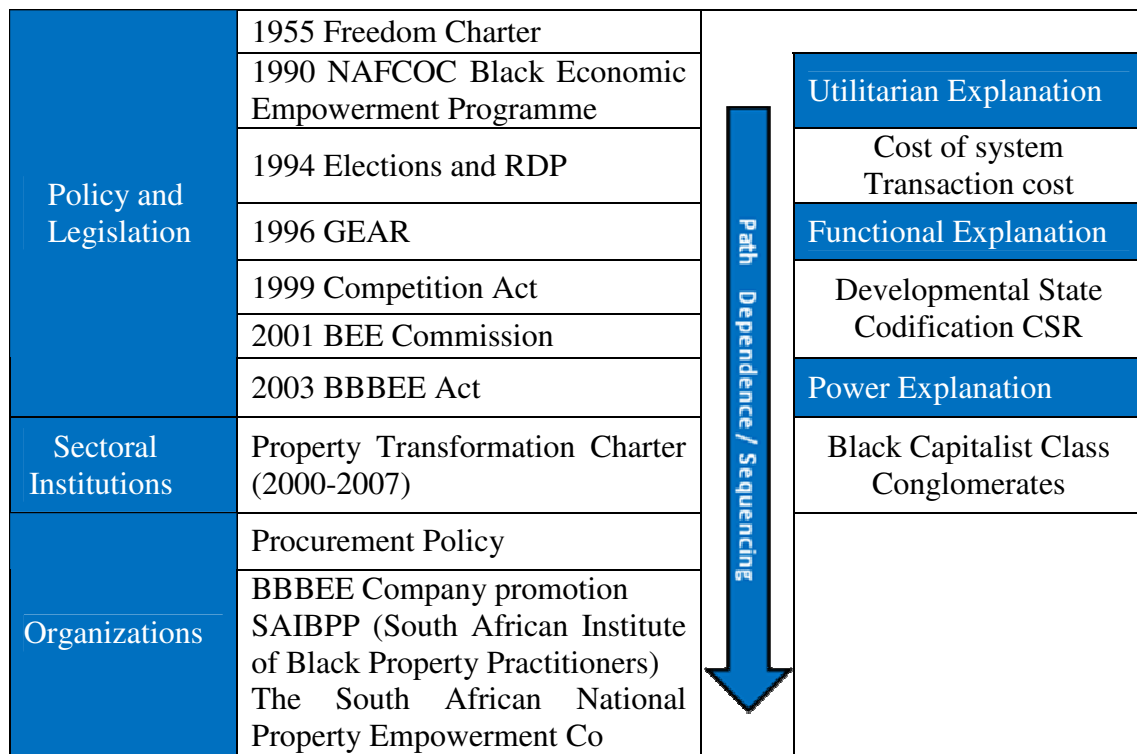 Policy and
Legislation
1955 Freedom Charter
1990 NAFCOC Black Economic
Empowerment Programme
1994 Elections and RDP
1996 GEAR
1999 Competition Act
2001 BEE Commission
2003 BBBEE Act
Sectoral
Institutions
Property Transformation Charter
(2000-2007)
Organizations
Procurement Policy
BBBEE Company promotion
SAIBPP (South African Institute
of Black Property Practitioners)
The South African National
Property Empowerment Co
Path Dependence/ Sequencing
Utilitarian Explanation
Cost of system
Transaction cost
Functional Explanation
Developmental State
Codification CSR
Power Explanation
Black Capitalist Class
Conglomerates